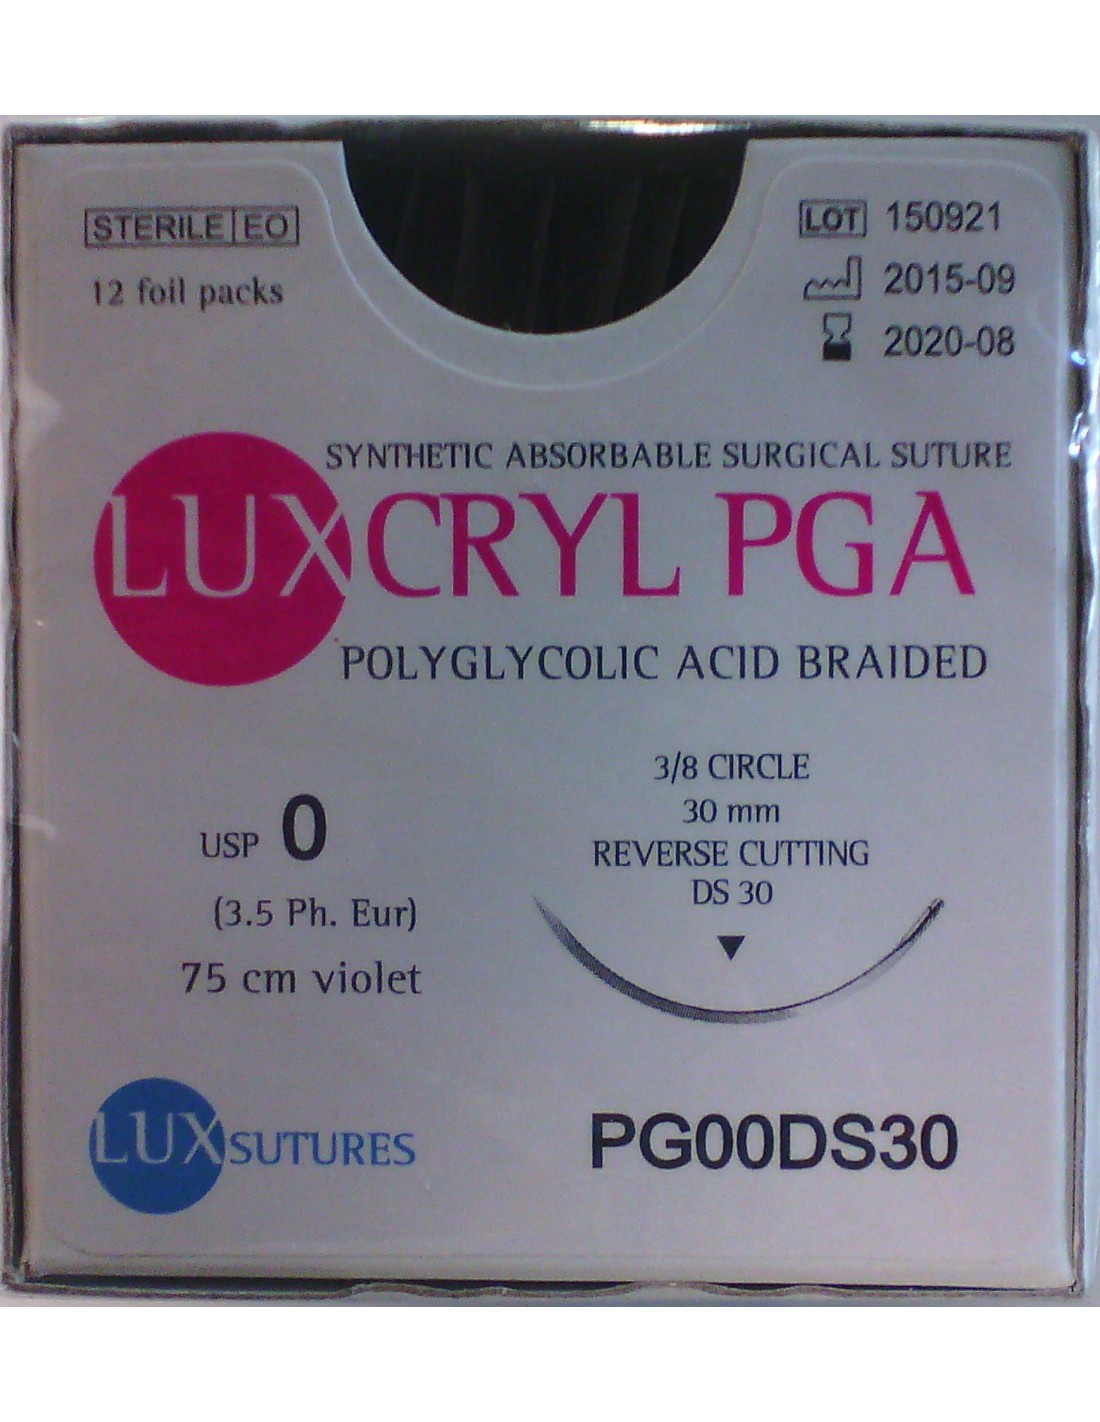 STERILE EO
12 foil packs
LOT 150921
2015-09
2020-08
SYNTHETIC ABSORBABLE SURGICAL SUTURE
LUXCRYL PGA
POLYGLYCOLIC ACID BRAIDED
3/8 CIRCLE
30 mm
REVERSE CUTTING
DS 30
USP 0
(3.5 Ph. Eur)
75 cm violet
LUXSUTURES
PG00DS30